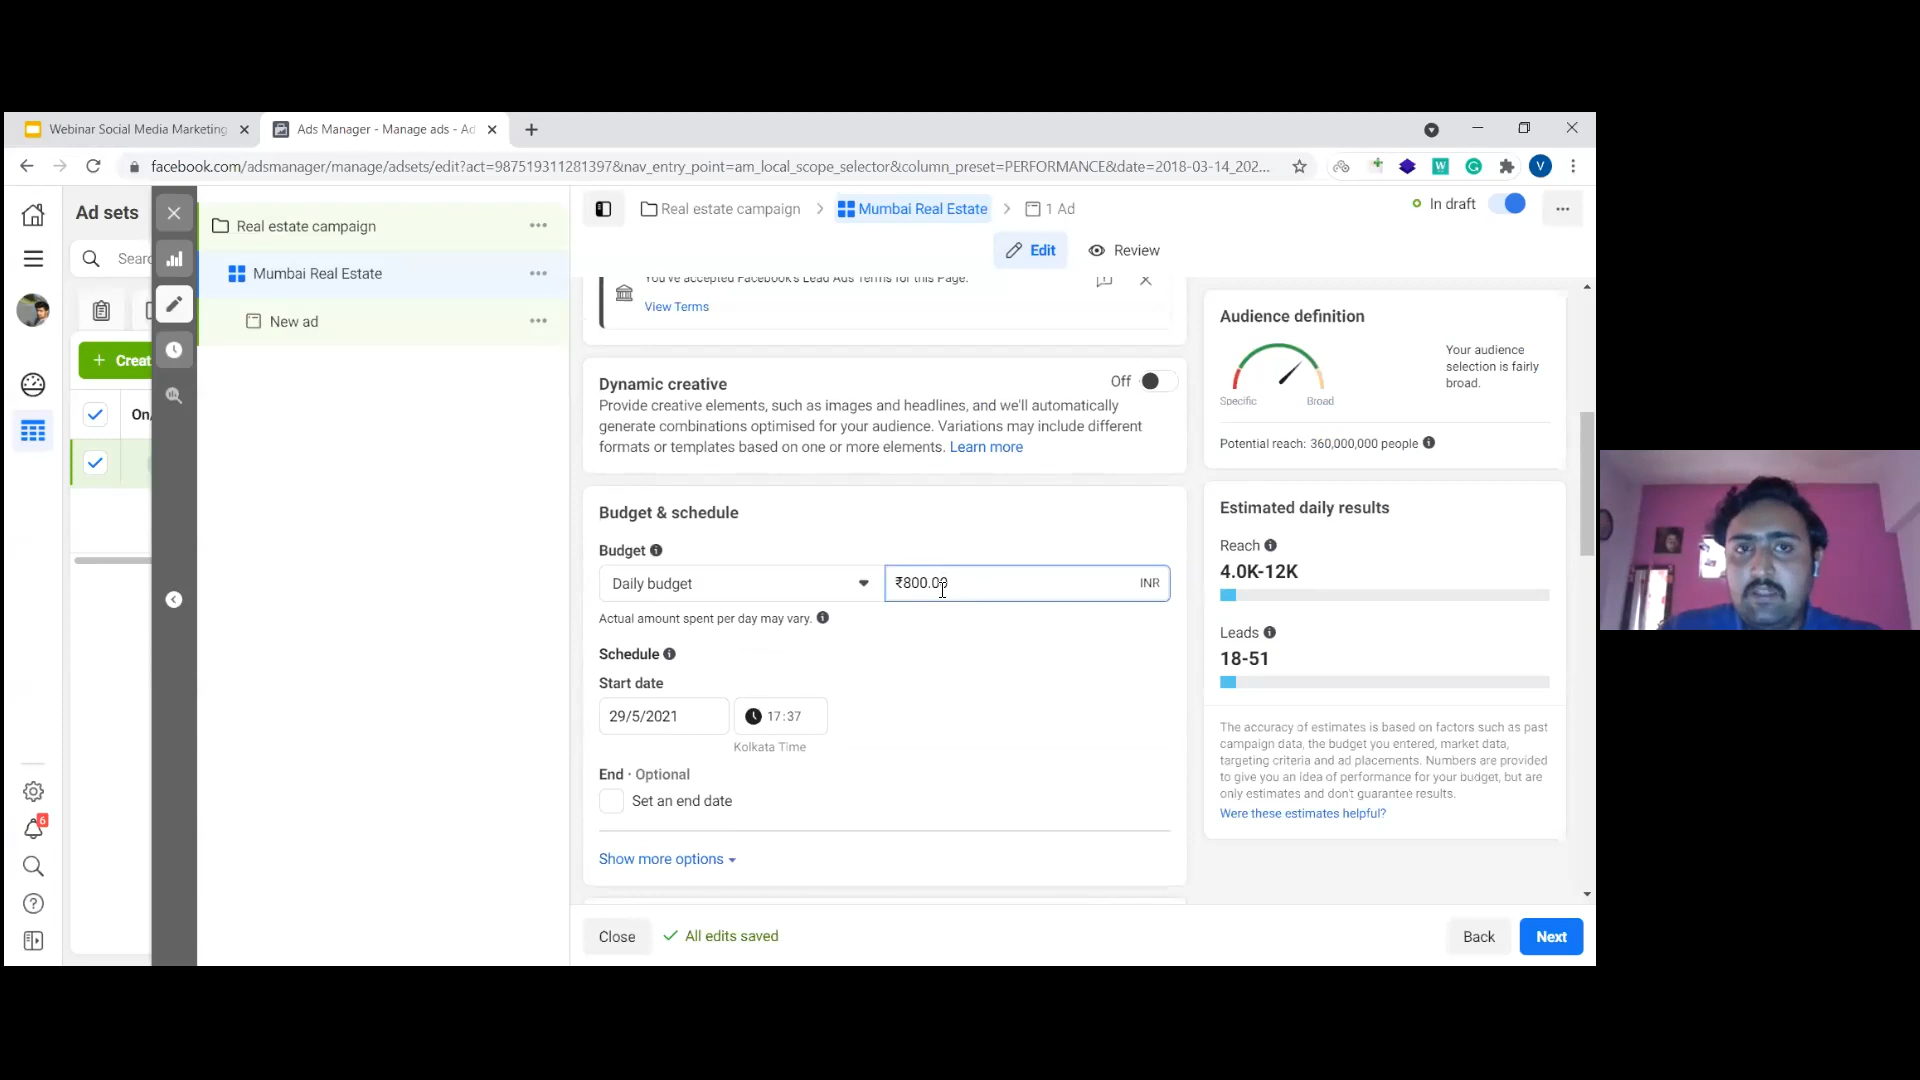 Webinar Social Media Marketing
Ads Manager - Manage ads - Ad
facebook.com/adsmanager/manage/adsets/edit?act=987519311281397&nav_entry_point=am_local_scope_selector&column_preset=PERFORMANCE&date=2018-03-14_202...
W
G
V
Ad sets
Real estate campaign
Real estate campaign
Mumbai Real Estate
1 Ad
In draft
Edit
Review
Sear
Mumbai Real Estate
New ad
+ Creat
On/
6
You've accepted Facebook's Lead Ads Terms for this Page.
View Terms
Dynamic creative
Off
Provide creative elements, such as images and headlines, and we'll automatically
generate combinations optimised for your audience. Variations may include different
formats or templates based on one or more elements. Learn more
Budget & schedule
Budget
Daily budget
₹800.00
INR
Actual amount spent per day may vary.
Schedule
Start date
29/5/2021
17:37
Kolkata Time
End · Optional
Set an end date
Show more options
Close
All edits saved
Back
Next
Audience definition
Your audience
selection is fairly
broad.
Specific
Broad
Potential reach: 360,000,000 people
Estimated daily results
Reach
4.0K-12K
Leads
18-51
The accuracy of estimates is based on factors such as past
campaign data, the budget you entered, market data,
targeting criteria and ad placements. Numbers are provided
to give you an idea of performance for your budget, but are
only estimates and don't guarantee results.
Were these estimates helpful?